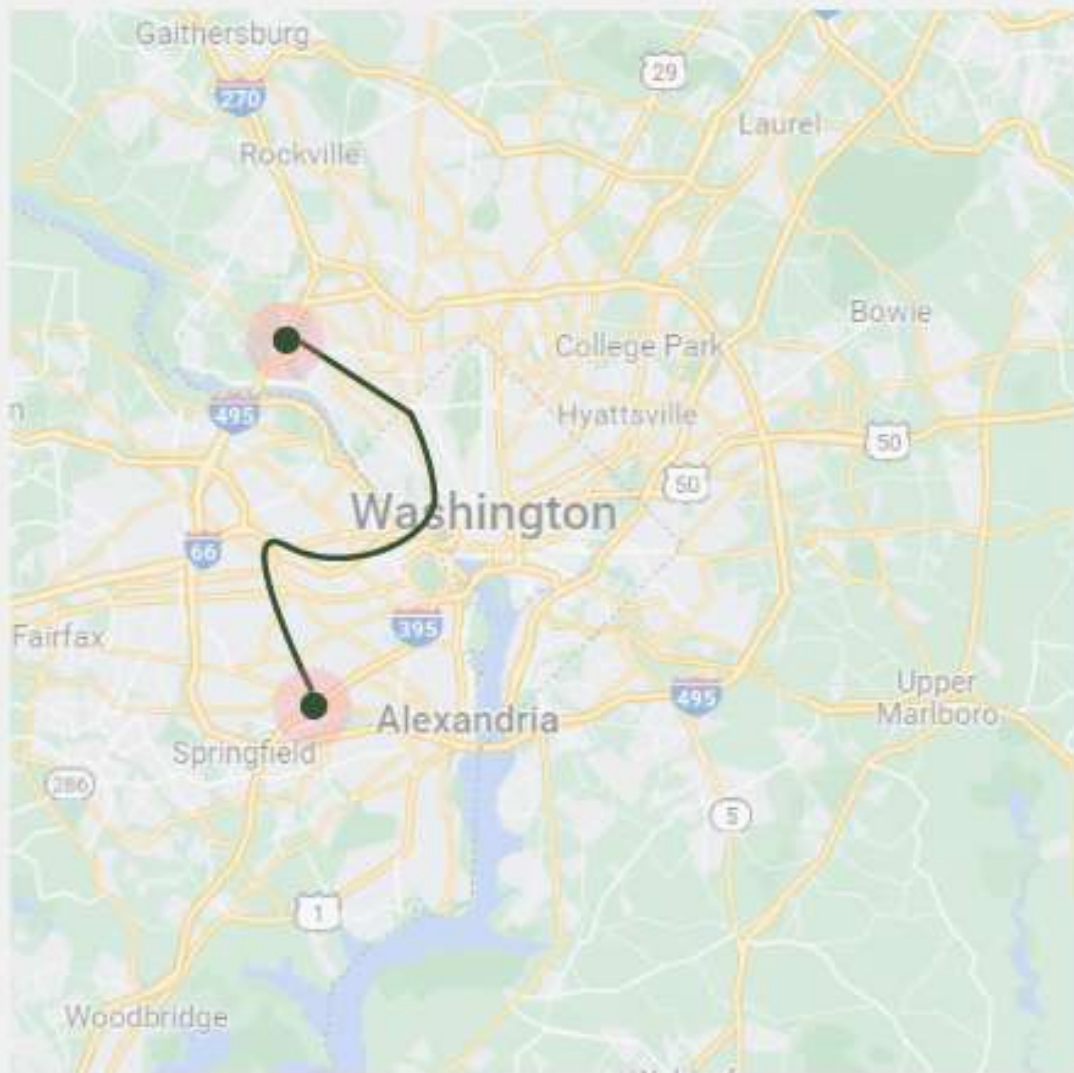 Gaithersburg
29
270
Laurel
Rockville
Bowie
College Park
495
Hyattsville
50
50
Washington
66
395
Fairfax
Upper
Marlboro
495
Alexandria
Springfield
286
5
1
Woodbridge